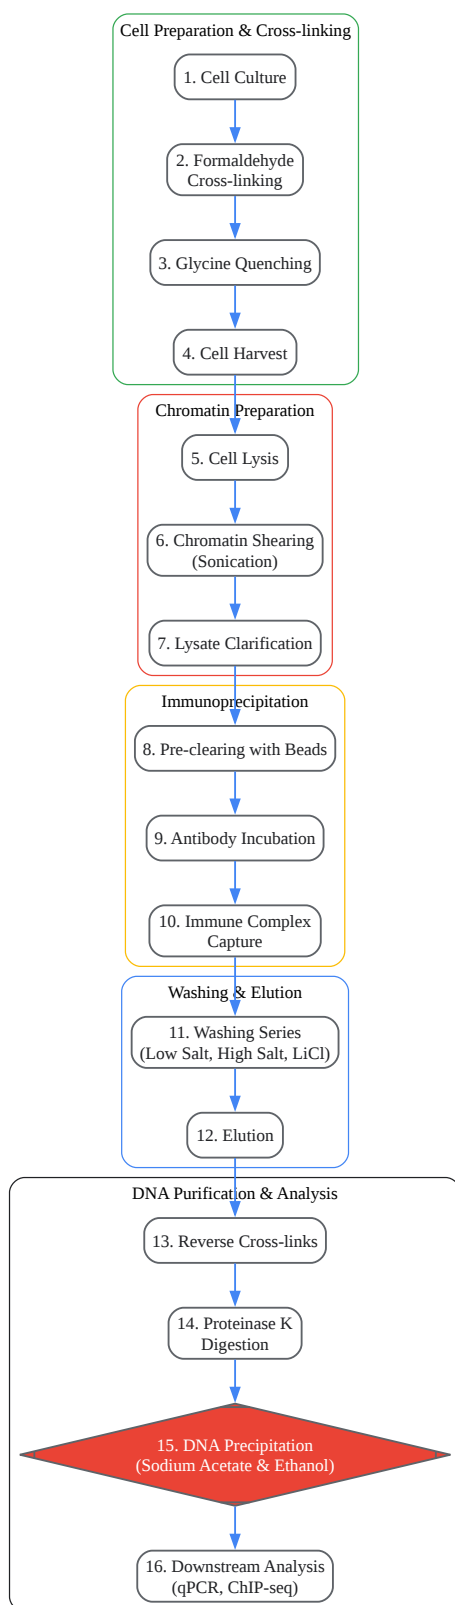 Cell Preparation & Cross-linking
1. Cell Culture
2. Formaldehyde
Cross-linking
3. Glycine Quenching
4. Cell Harvest
Chromatin Preparation
5. Cell Lysis
6. Chromatin Shearing
(Sonication)
7. Lysate Clarification
Immunoprecipitation
8. Pre-clearing with Beads
9. Antibody Incubation
10. Immune Complex
Capture
Washing & Elution
11. Washing Series
(Low Salt, High Salt, LiCl)
12. Elution
DNA Purification & Analysis
13. Reverse Cross-links
14. Proteinase K
Digestion
15. DNA Precipitation
(Sodium Acetate & Ethanol)
16. Downstream Analysis
(qPCR, ChIP-seq)